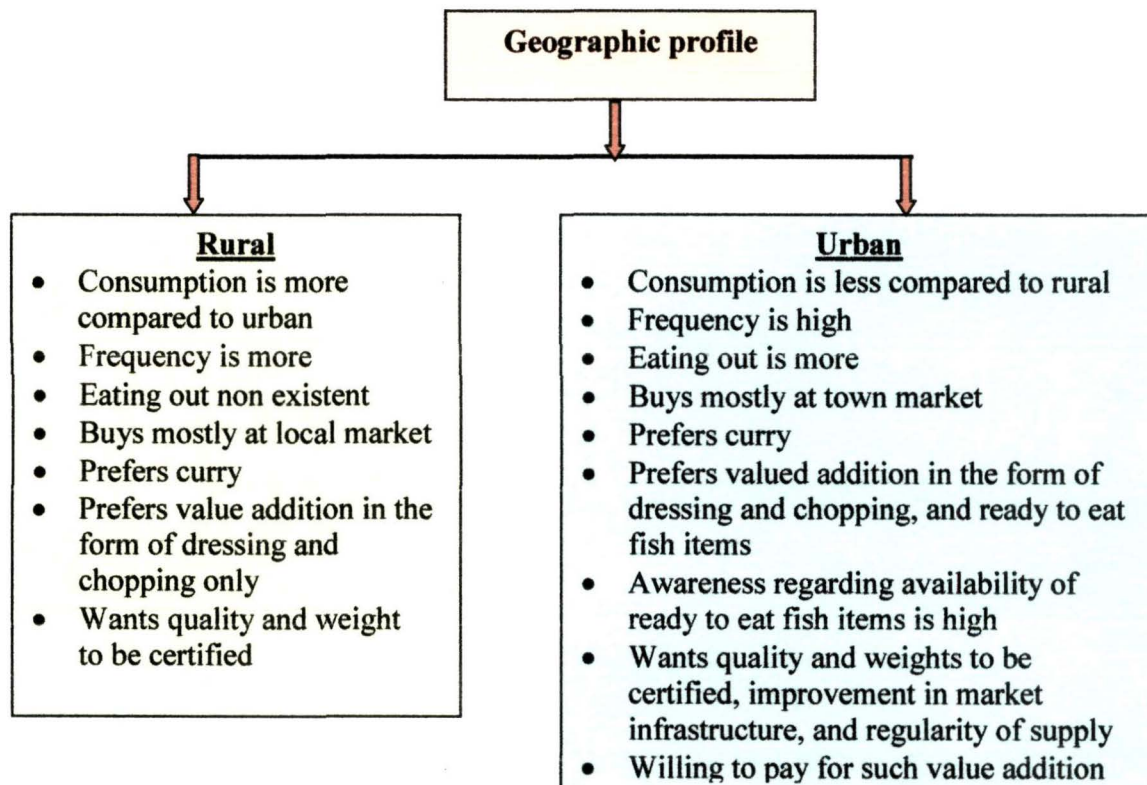 Geographic profile
Rural
• Consumption is more
compared to urban
• Frequency is more
• Eating out non existent
• Buys mostly at local market
• Prefers curry
• Prefers value addition in the
form of dressing and
chopping only
• Wants quality and weight
to be certified
Urban
• Consumption is less compared to rural
• Frequency is high
• Eating out is more
• Buys mostly at town market
• Prefers curry
• Prefers valued addition in the form of
dressing and chopping, and ready to eat
fish items
• Awareness regarding availability of
ready to eat fish items is high
• Wants quality and weights to be
certified, improvement in market
infrastructure, and regularity of supply
• Willing to pay for such value addition